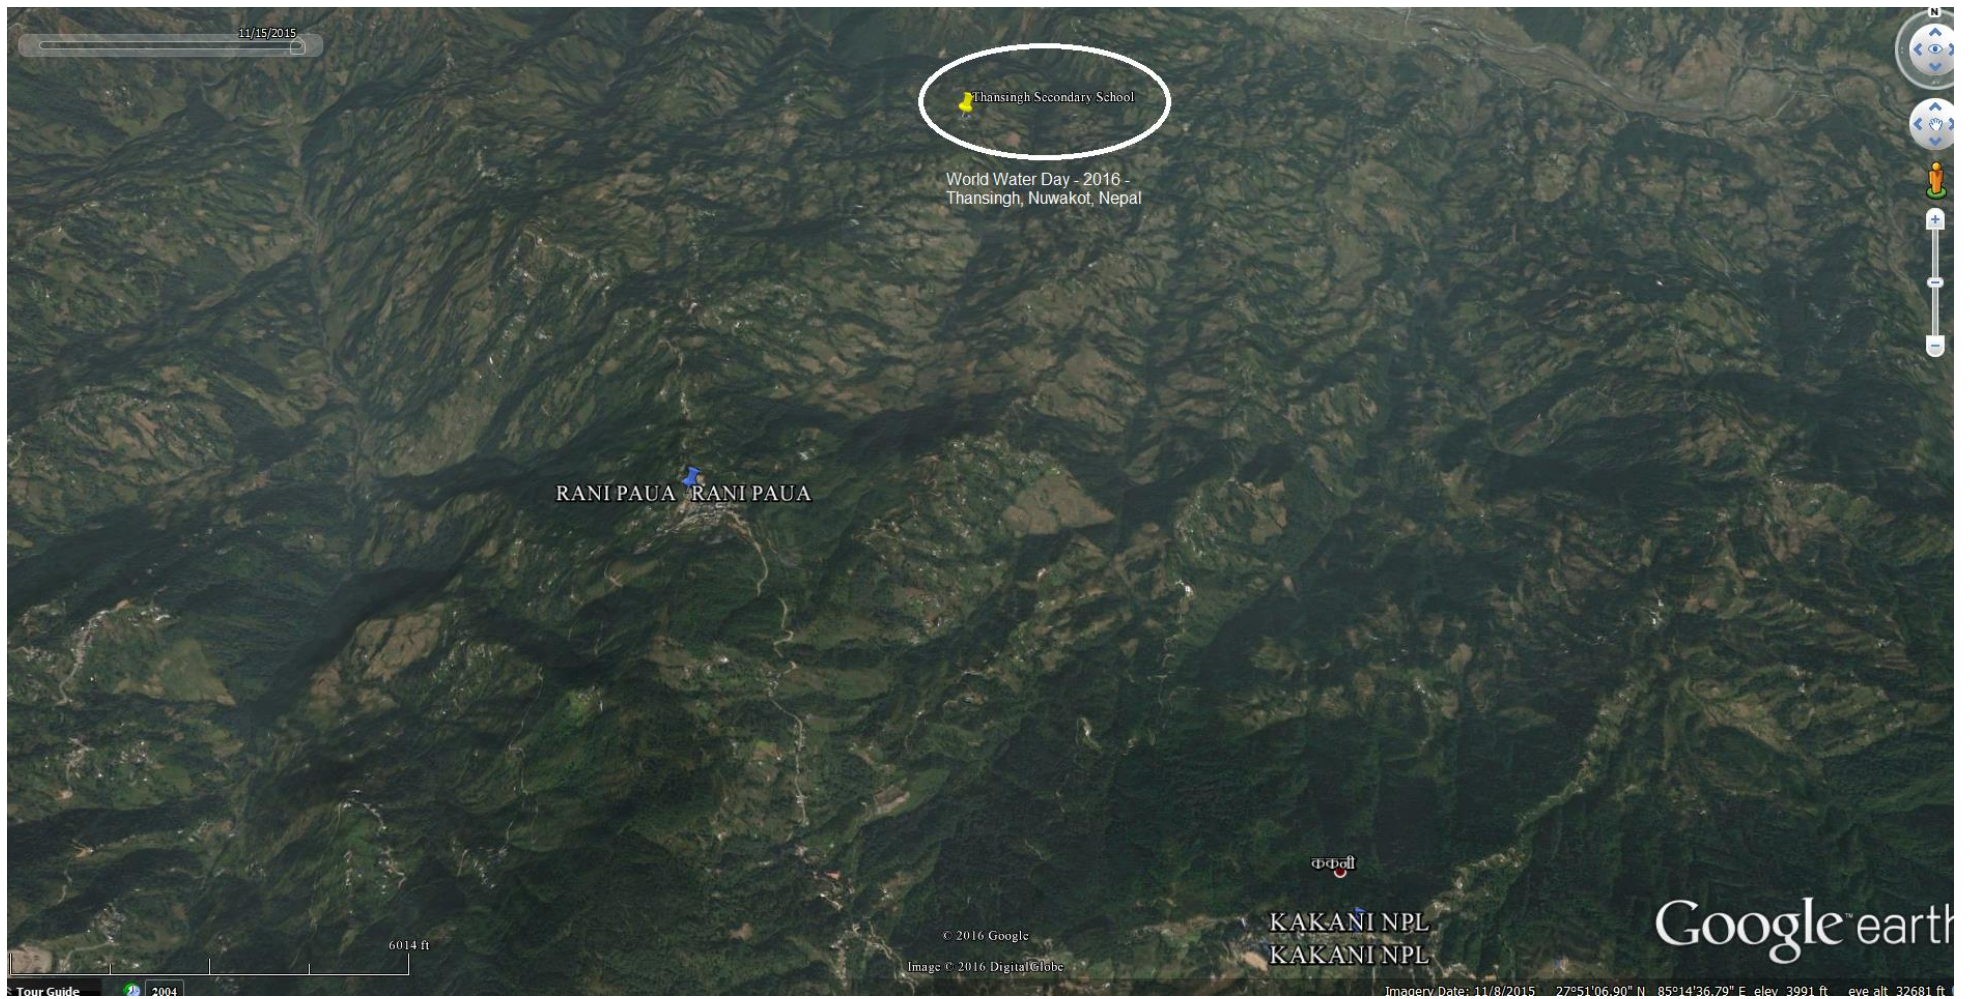 11/15/2015
N
Thansingh Secondary School
World Water Day - 2016 -
Thansingh, Nuwakot, Nepal
RANI PAUA RANI PAUA
ककनी
KAKANI NPL
KAKANI NPL
Google earth
6014 ft
© 2016 Google
Image © 2016 DigitalGlobe
Tour Guide
2004
Imagery Date: 11/8/2015 27°51'06.90" N 85°14'36.79" E elev 3991 ft eye alt 32681 ft